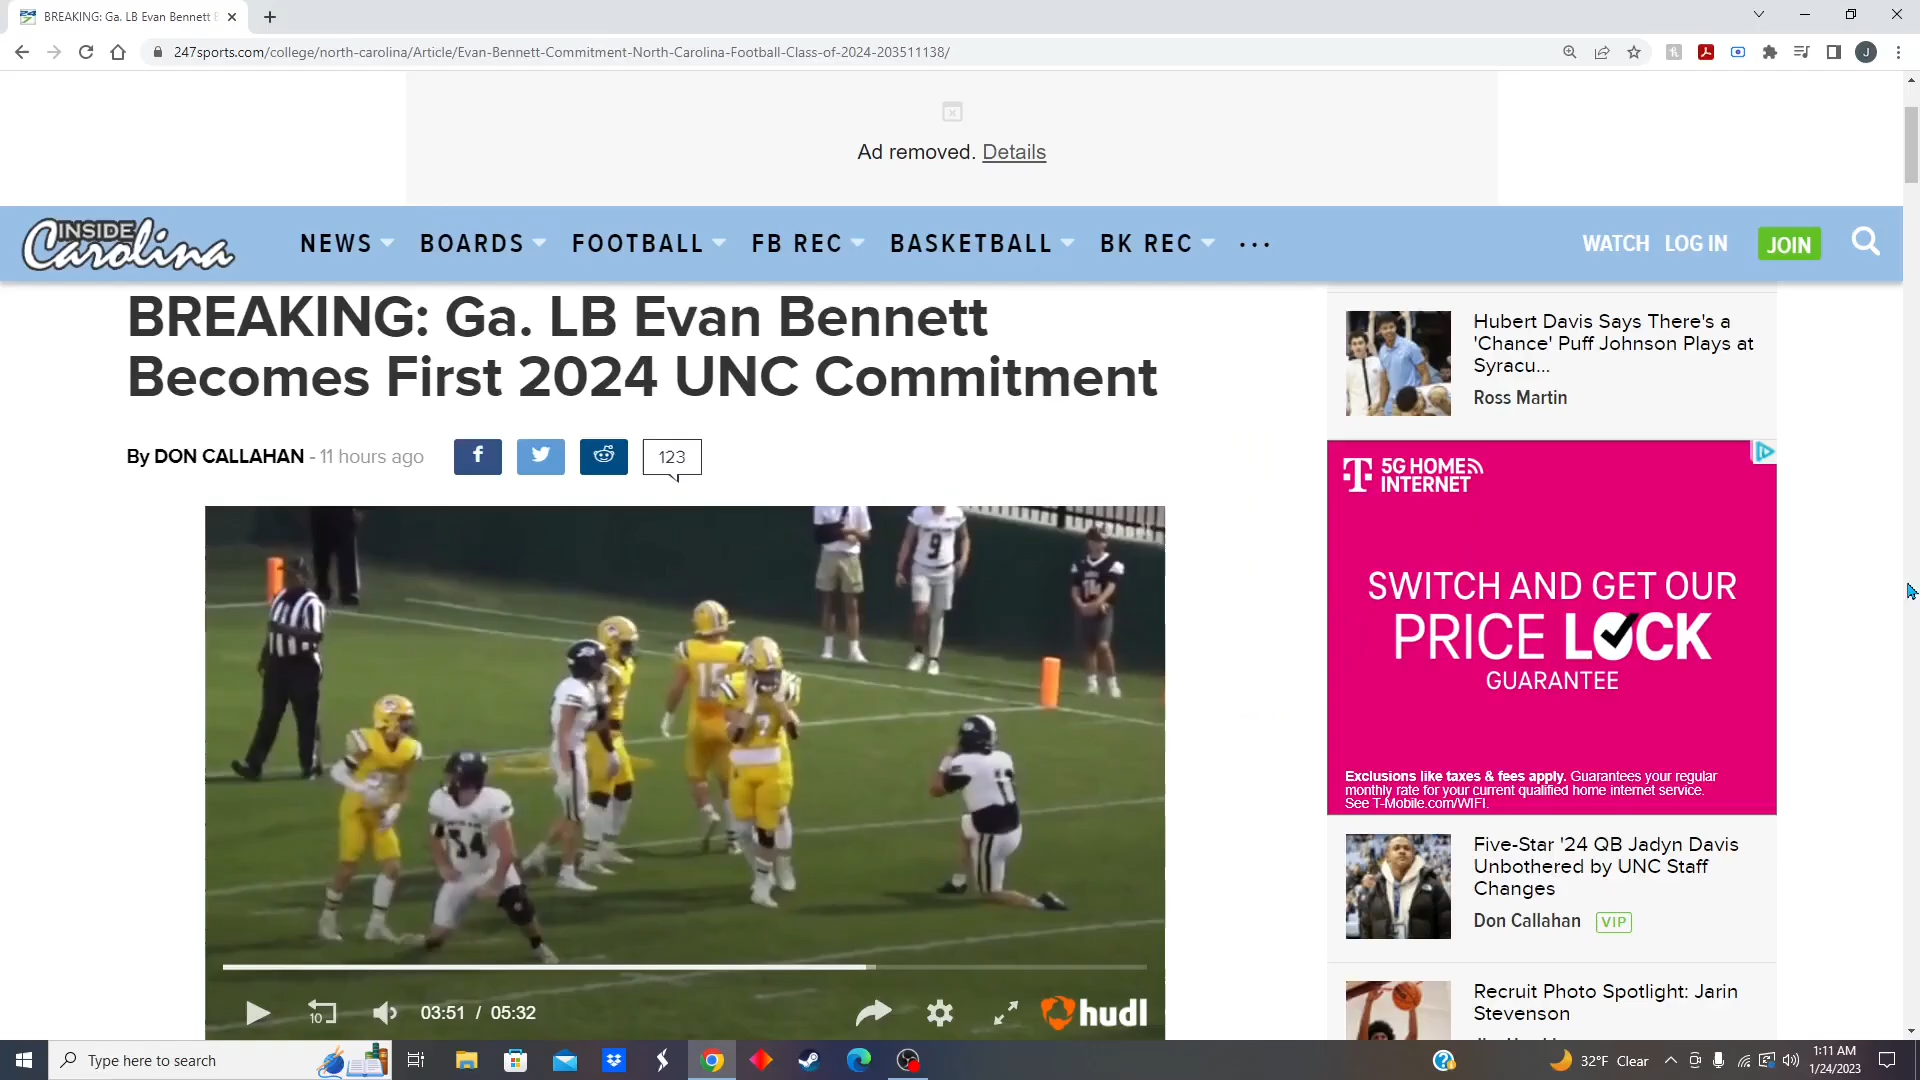 BREAKING: Ga. LB Evan Bennett B
247sports.com/college/north-carolina/Article/Evan-Bennett-Commitment-North-Carolina-Football-Class-of-2024-203511138/
J
Ad removed. Details
INSIDE
Carolina
NEWS BOARDS FOOTBALL FB REC BASKETBALL BK REC ...
WATCH LOG IN JOIN
BREAKING: Ga. LB Evan Bennett
Becomes First 2024 UNC Commitment
By DON CALLAHAN - 11 hours ago
f
123
9
15
7
34
10
03:51 / 05:32
hudl
Hubert Davis Says There's a
'Chance' Puff Johnson Plays at
Syracu...
Ross Martin
T 5G HOME
INTERNET
SWITCH AND GET OUR
PRICE LOCK
GUARANTEE
Exclusions like taxes & fees apply. Guarantees your regular
monthly rate for your current qualified home internet service.
See T-Mobile.com/WIFI.
Five-Star '24 QB Jadyn Davis
Unbothered by UNC Staff
Changes
Don Callahan VIP
Recruit Photo Spotlight: Jarin
Stevenson
Type here to search
32°F Clear
1:11 AM
1/24/2023